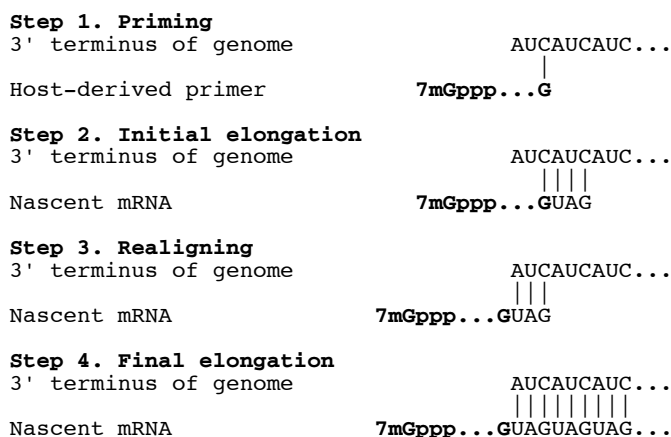 Step 1. Priming
3' terminus of genome AUCAUCAUC...
|
Host-derived primer 7mGppp...G
Step 2. Initial elongation
3' terminus of genome AUCAUCAUC...
||||
Nascent mRNA 7mGppp...GUAG
Step 3. Realigning
3' terminus of genome AUCAUCAUC...
|||
Nascent mRNA 7mGppp...GUAG
Step 4. Final elongation
3' terminus of genome AUCAUCAUC...
|||||||||
Nascent mRNA 7mGppp...GUAGUAGUAG...